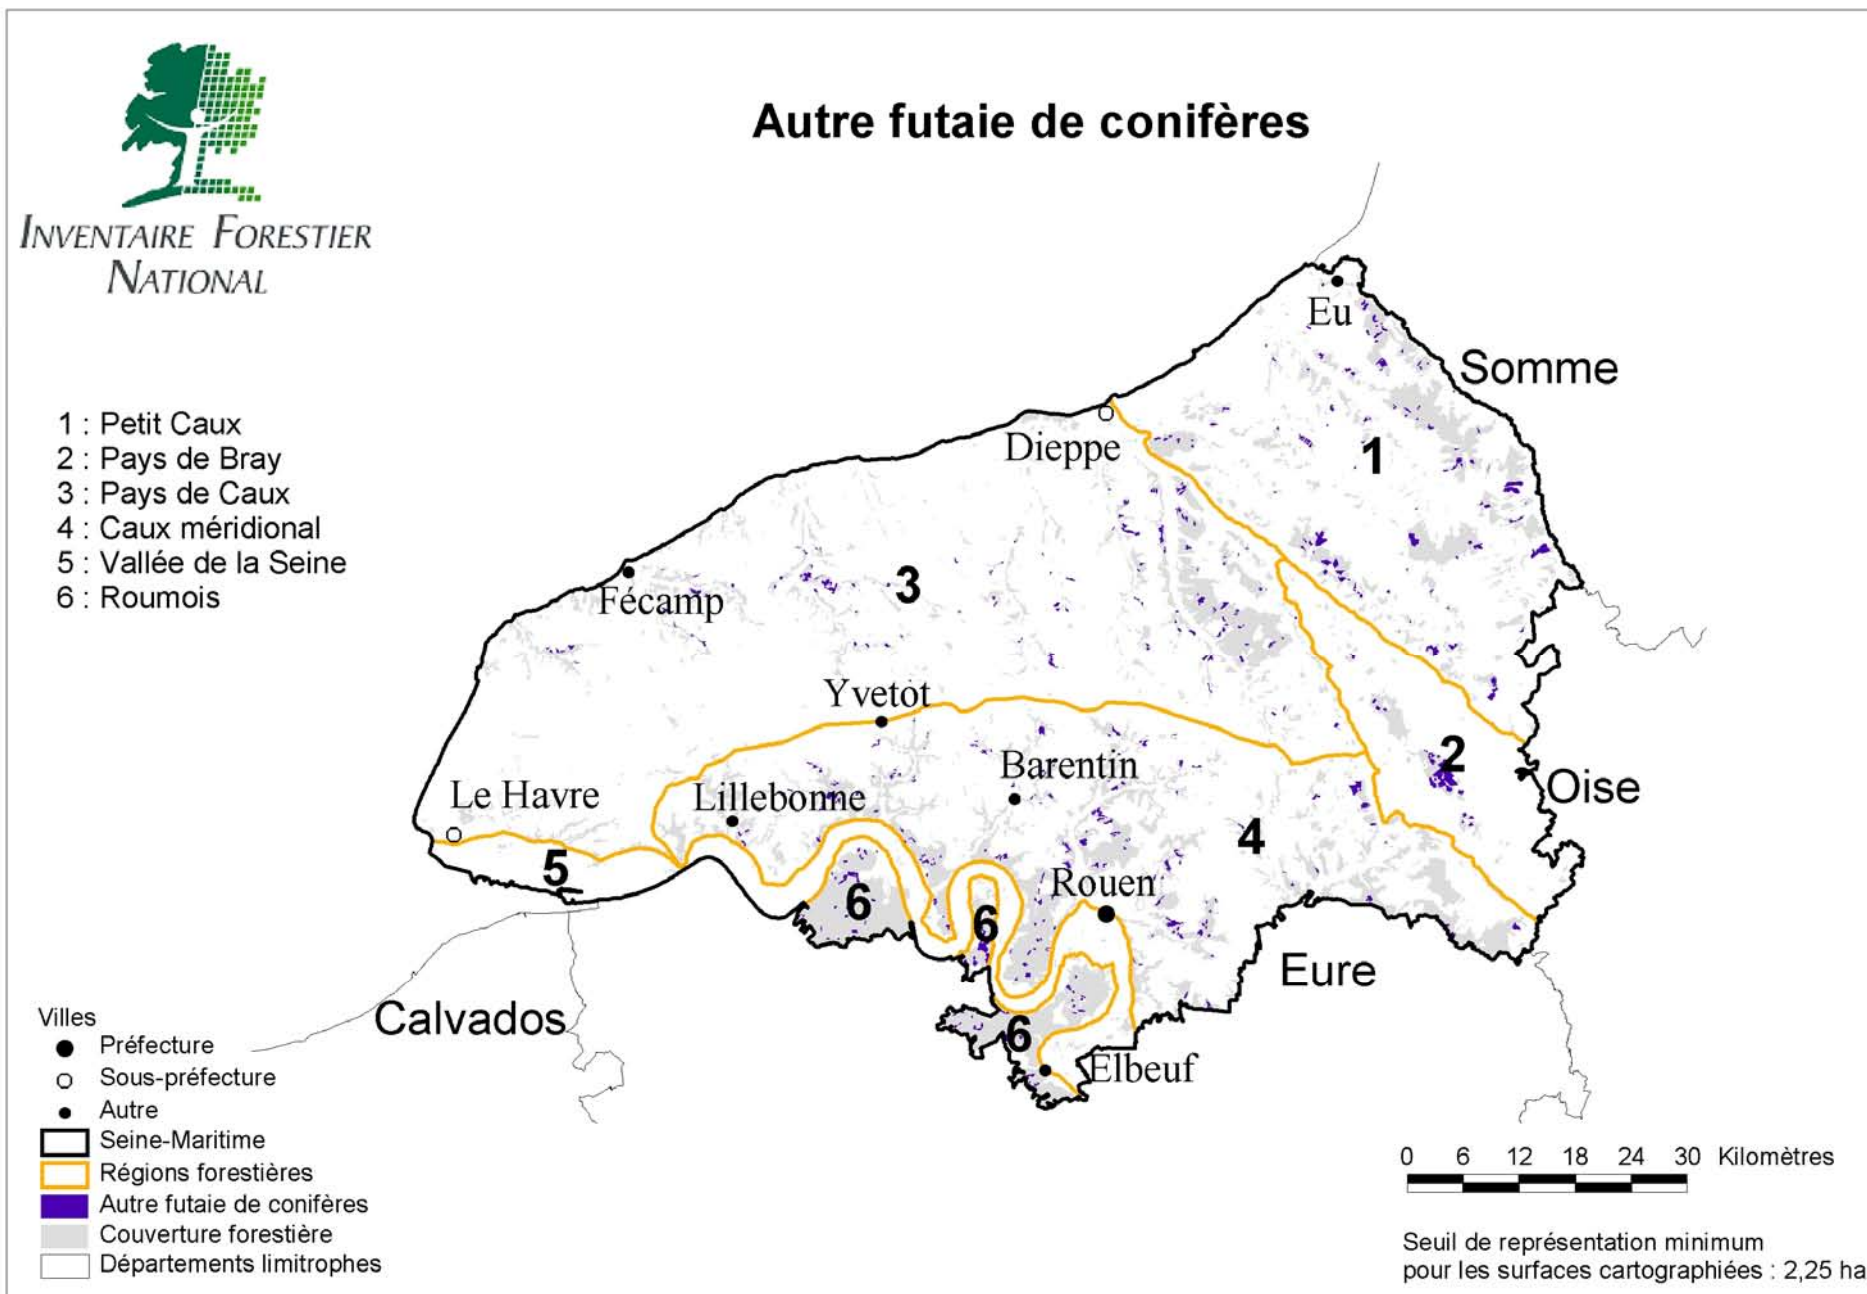 INVENTAIRE FORESTIER
NATIONAL
Autre futaie de conifères
1 : Petit Caux
2 : Pays de Bray
3 : Pays de Caux
4 : Caux méridional
5 : Vallée de la Seine
6 : Roumois
Eu
Somme
Dieppe
1
Fécamp
3
Yvetot
2
Barentin
Oise
Le Havre
Lillebonne
4
5
Rouen
6
6
Eure
Calvados
6
Elbeuf
Villes
Préfecture
Sous-préfecture
Autre
Seine-Maritime
Régions forestières
Autre futaie de conifères
Couverture forestière
Départements limitrophes
0 6 12 18 24 30 Kilomètres
Seuil de représentation minimum
pour les surfaces cartographiées : 2,25 ha